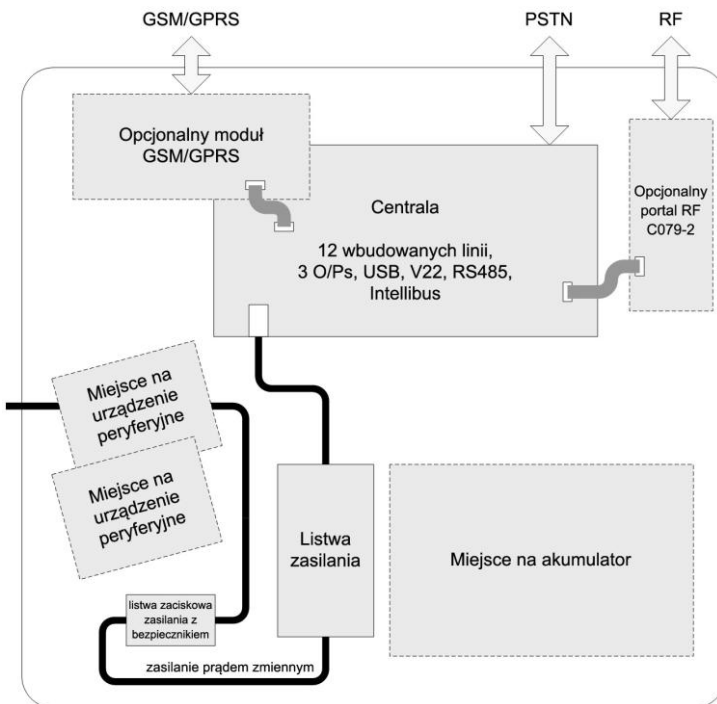 GSM/GPRS
PSTN
RF
Opcjonalny moduł
GSM/GPRS
Centrala
12 wbudowanych linii,
3 O/Ps, USB, V22, RS485,
Intellibus
Opcjonalny
portal RF
C079-2
Miejsce na
urządzenie
peryferyjne
Miejsce na
urządzenie
peryferyjne
Listwa
zasilania
Miejsce na akumulator
listwa zaciskowa
zasilania z
bezpiecznikiem
zasilanie prądem zmiennym